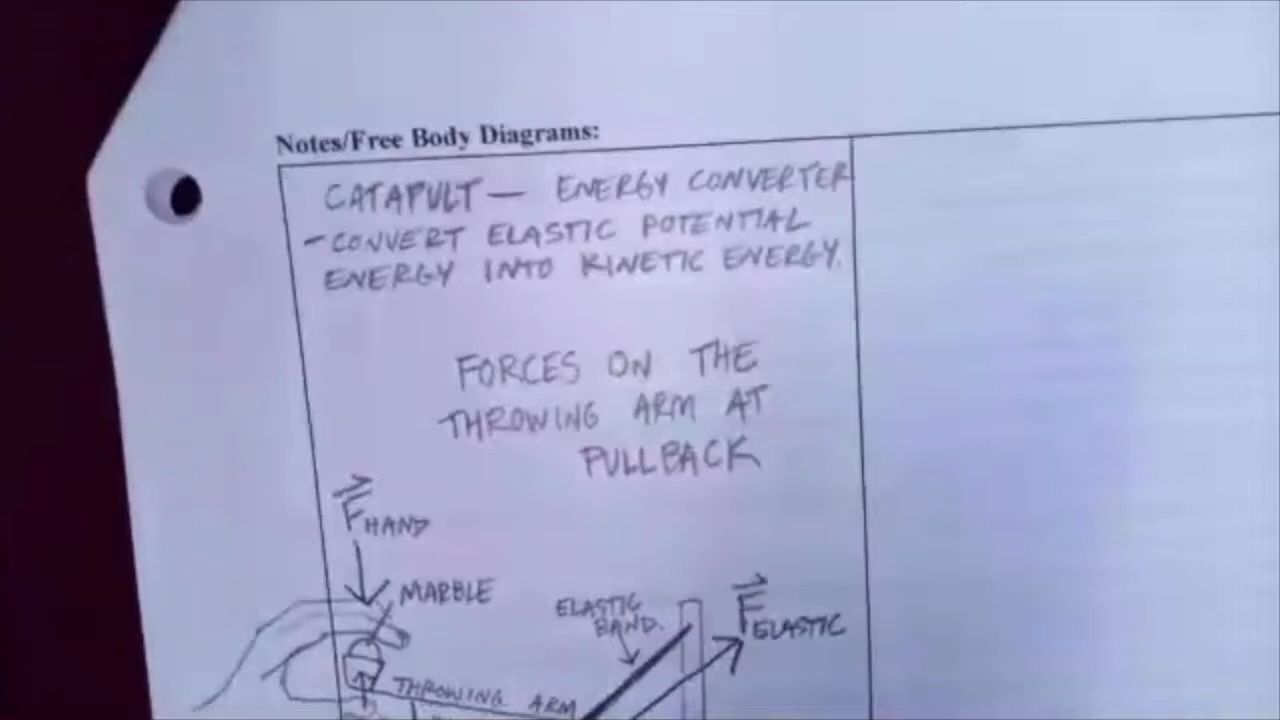 Notes/Free Body Diagrams:
CATAPULT — ENERGY CONVERTER
- CONVERT ELASTIC POTENTIAL
ENERGY INTO KINETIC ENERGY.
FORCES ON THE
THROWING ARM AT
PULLBACK
F HAND
MARBLE
ELASTIC
BAND.
F ELASTIC
THROWING ARM